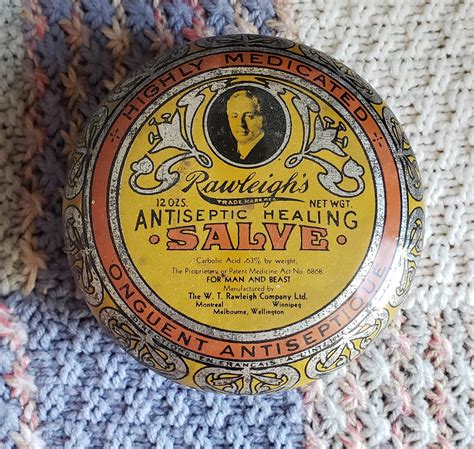 HIGHLY MEDICATED
Rawleigh's
TRADE MARK REG.
12 OZS. NET WGT.
ANTISEPTIC HEALING
• SALVE •
Carbolic Acid .63% by weight.
The Proprietary or Patent Medicine Act No. 6868.
FOR MAN AND BEAST
Manufactured by
The W. T. Rawleigh Company Ltd.
Montreal Winnipeg
Melbourne, Wellington
ONGUENT ANTISEPTIQUE
EN FRANCAIS